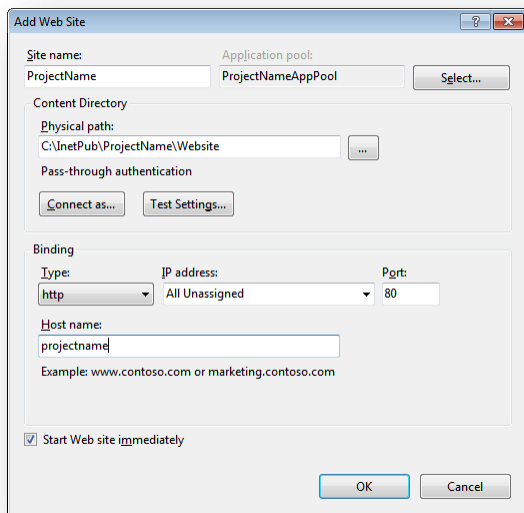 Add Web Site
Site name: Application pool:
ProjectName ProjectNameAppPool Select...
Content Directory
Physical path:
C:\InetPub\ProjectName\Website ...
Pass-through authentication
Connect as... Test Settings...
Binding
Type: IP address: Port:
http All Unassigned 80
Host name:
projectname
Example: www.contoso.com or marketing.contoso.com
Start Web site immediately
OK Cancel